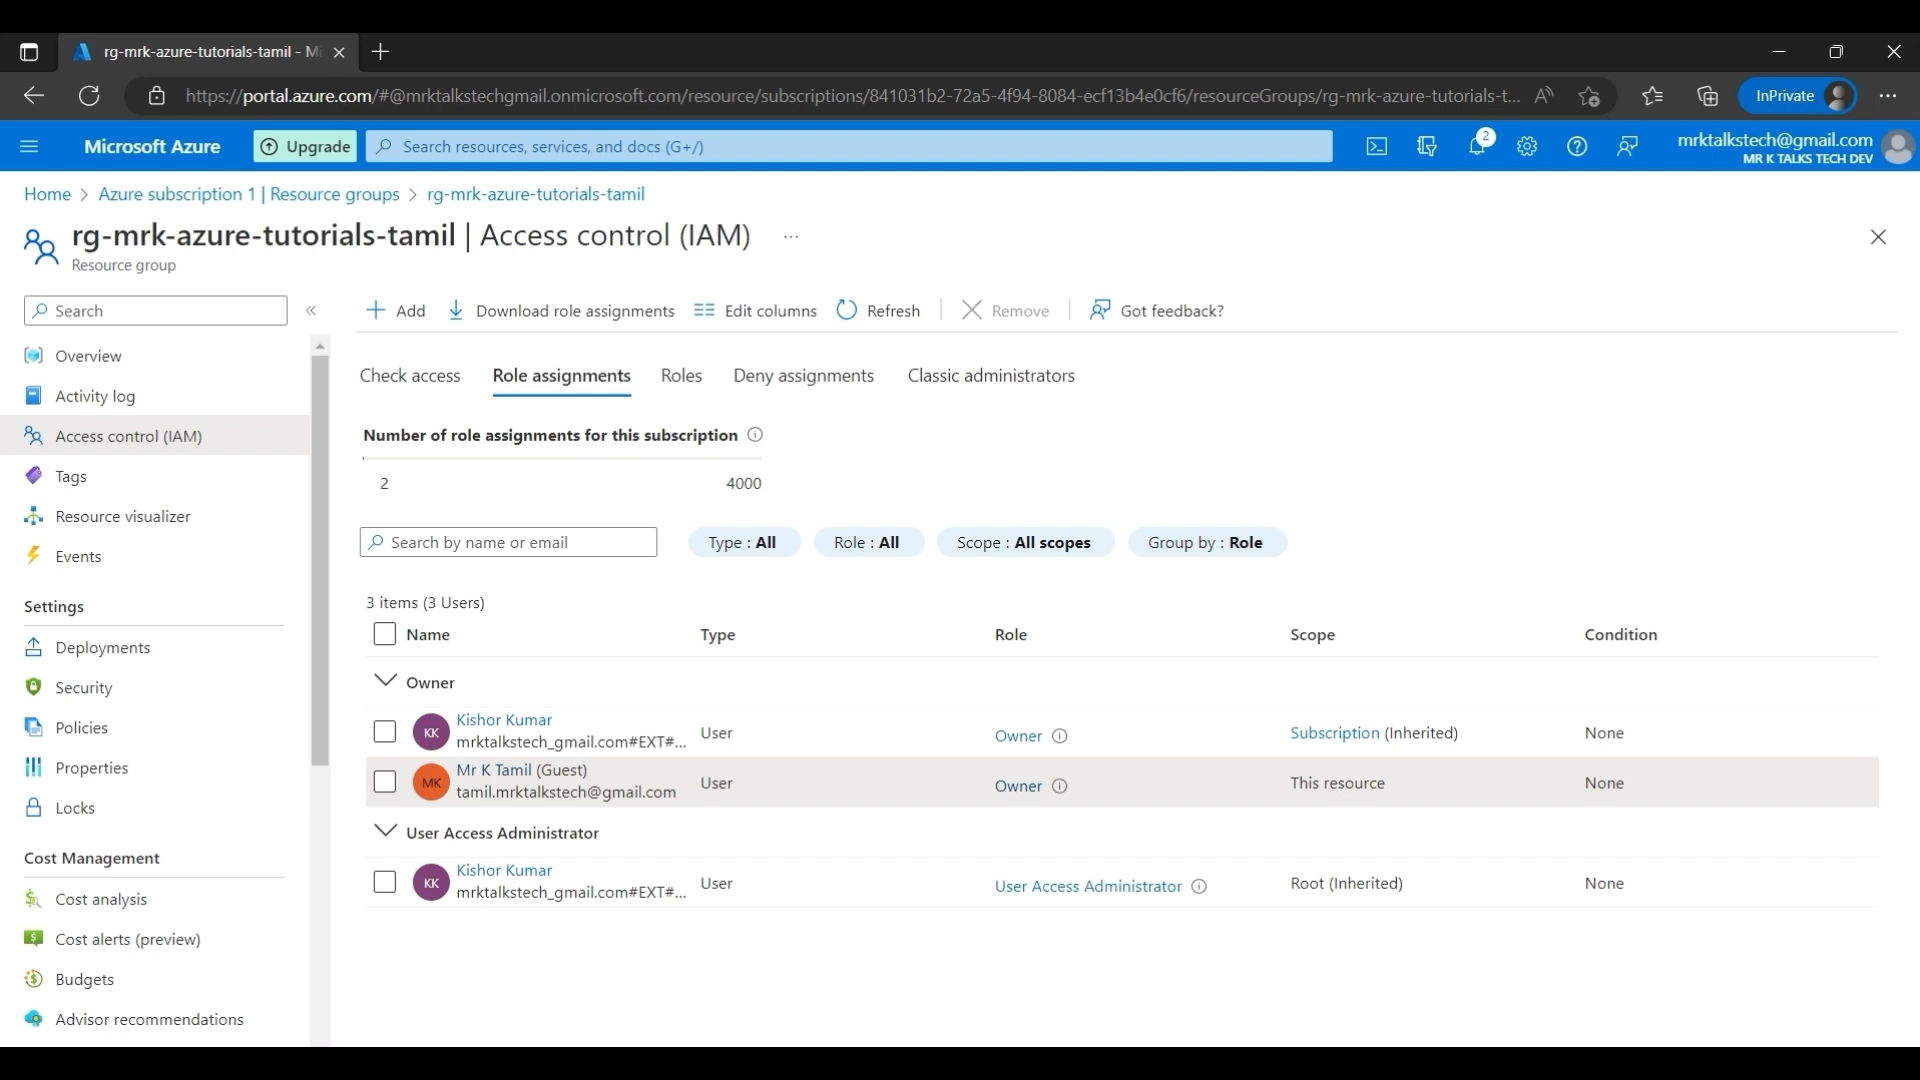 rg-mrk-azure-tutorials-tamil - M
https://portal.azure.com/#@mrktalkstechgmail.onmicrosoft.com/resource/subscriptions/841031b2-72a5-4f94-8084-ecf13b4e0cf6/resourceGroups/rg-mrk-azure-tutorials-t...
InPrivate
Microsoft Azure
Upgrade
Search resources, services, and docs (G+/)
2
mrktalkstech@gmail.com
MR K TALKS TECH DEV
Home > Azure subscription 1 | Resource groups > rg-mrk-azure-tutorials-tamil
rg-mrk-azure-tutorials-tamil | Access control (IAM) ...
Resource group
Search
Overview
Activity log
Access control (IAM)
Tags
Resource visualizer
Events
Settings
Deployments
Security
Policies
Properties
Locks
Cost Management
Cost analysis
Cost alerts (preview)
Budgets
Advisor recommendations
Add Download role assignments Edit columns Refresh Remove Got feedback?
Check access Role assignments Roles Deny assignments Classic administrators
Number of role assignments for this subscription
2 4000
Search by name or email Type : All Role : All Scope : All scopes Group by : Role
3 items (3 Users)
Name Type Role Scope Condition
Owner
KK Kishor Kumar
mrktalkstech_gmail.com#EXT#... User Owner Subscription (Inherited) None
MK Mr K Tamil (Guest)
tamil.mrktalkstech@gmail.com User Owner This resource None
User Access Administrator
KK Kishor Kumar
mrktalkstech_gmail.com#EXT#... User User Access Administrator Root (Inherited) None